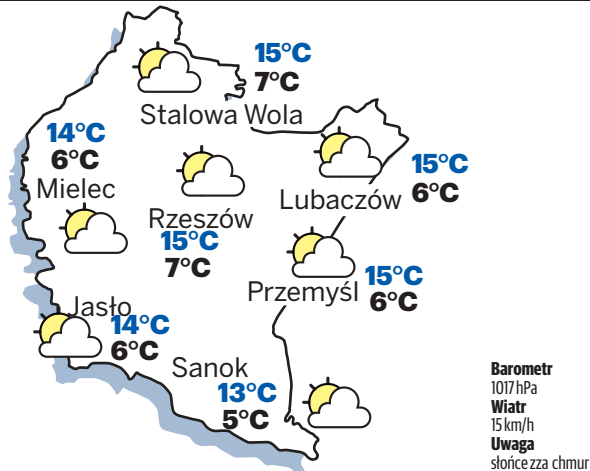 15°C
7°C
Stalowa Wola
14°C
6°C
Mielec
15°C
6°C
Lubaczów
Rzeszów
15°C
7°C
Przemyśl
15°C
6°C
Jasło
14°C
6°C
Sanok
13°C
5°C
Barometr
1017 hPa
Wiatr
15 km/h
Uwaga
słońce zza chmur